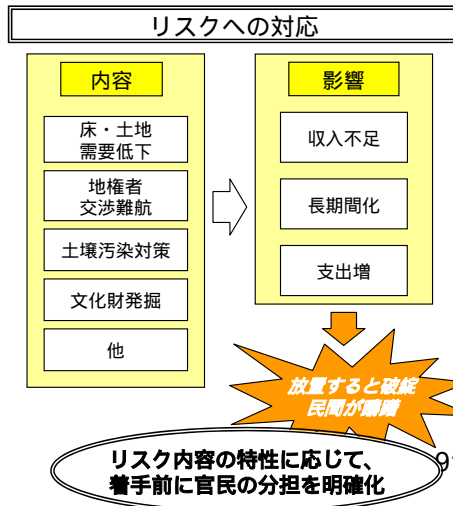 リスクへの対応
内容
床・土地
需要低下
地権者
交渉難航
土壌汚染対策
文化財発掘
他
影響
収入不足
長期間化
支出増
放置すると破綻
民間が躊躇
リスク内容の特性に応じて、
着手前に官民の分担を明確化
9